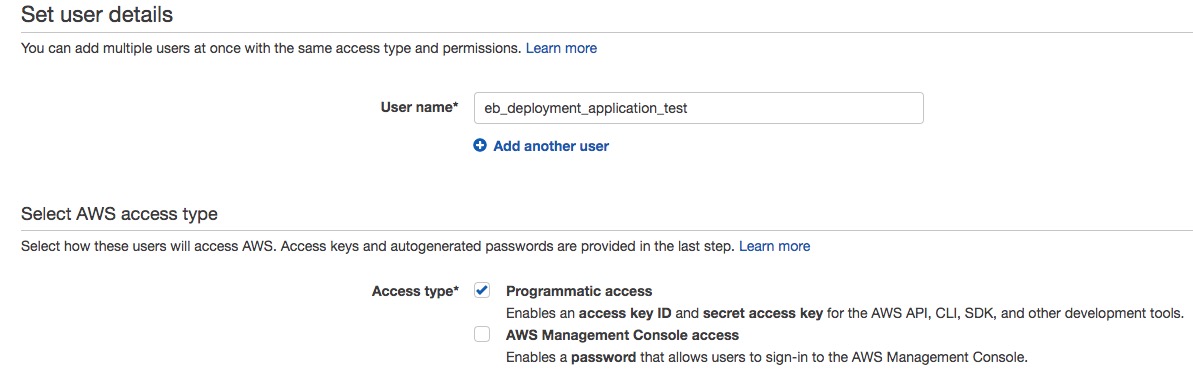 Set user details
You can add multiple users at once with the same access type and permissions. Learn more
User name* eb_deployment_application_test
Add another user
Select AWS access type
Select how these users will access AWS. Access keys and autogenerated passwords are provided in the last step. Learn more
Access type* Programmatic access
Enables an access key ID and secret access key for the AWS API, CLI, SDK, and other development tools.
AWS Management Console access
Enables a password that allows users to sign-in to the AWS Management Console.